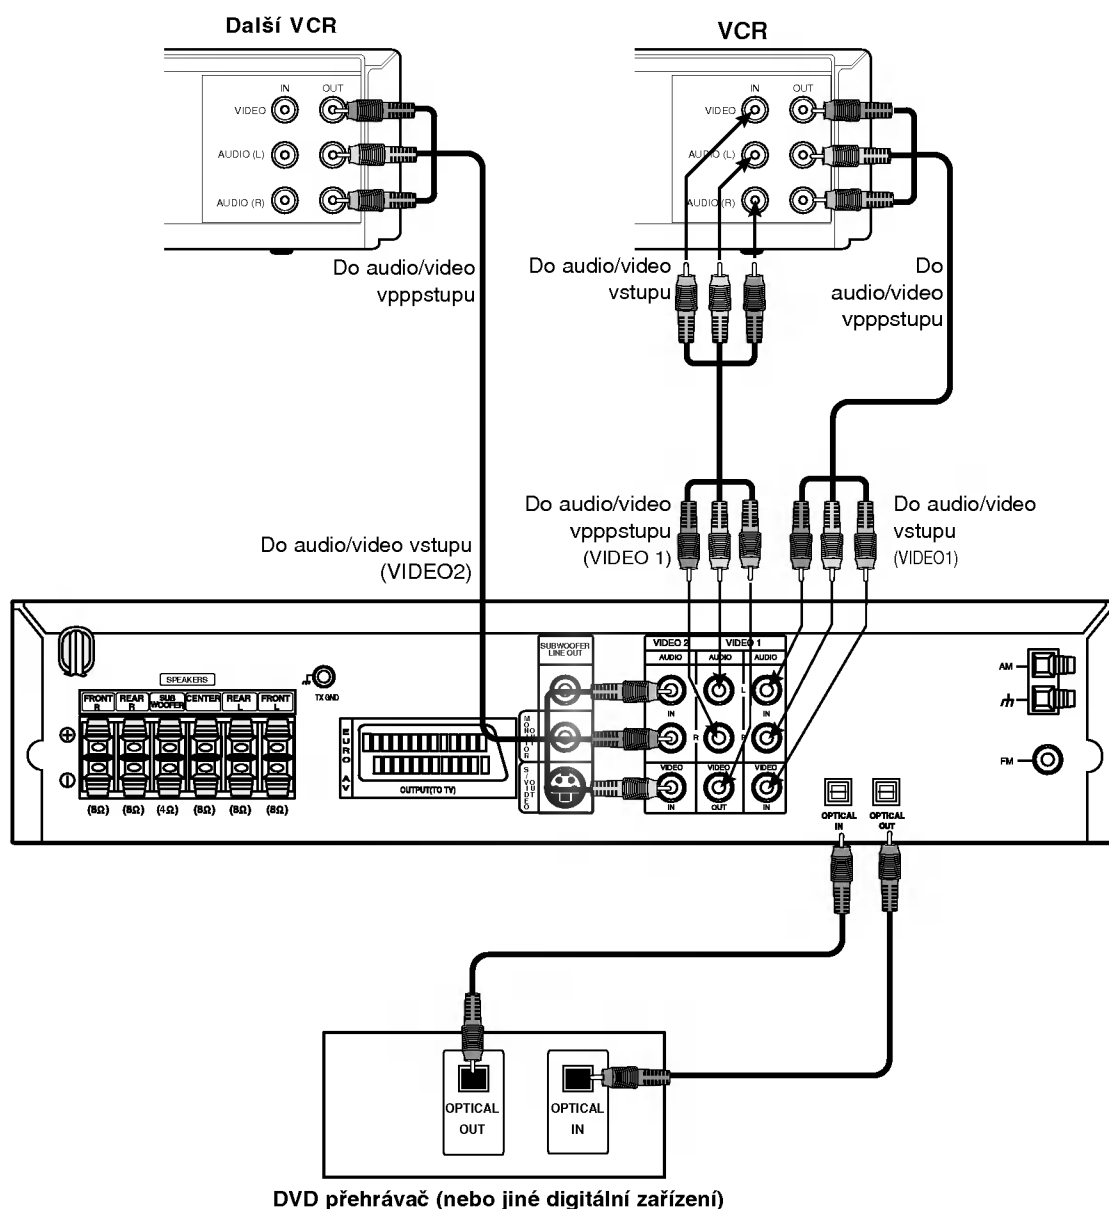 Další VCR
VCR
IN
OUT
VIDEO
AUDIO (L)
AUDIO (R)
IN
OUT
VIDEO
AUDIO (L)
AUDIO (R)
Do audio/video
vpppstupu
Do audio/video
vstupu
Do
audio/video
vpppstupu
Do audio/video
vpppstupu
(VIDEO 1)
Do audio/video
vstupu
(VIDEO1)
Do audio/video vstupu
(VIDEO2)
SPEAKERS
FRONT
R
REAR
R
SUB
WOOFER
CENTER
REAR
L
FRONT
L
(8Ω)
(8Ω)
(4Ω)
(8Ω)
(8Ω)
(8Ω)
TX GND
EURO AV
OUTPUT(TO TV)
SUBWOOFER
LINE OUT
MONITOR
OUT
S/VIDEO
OUT
VIDEO 2
VIDEO 1
AUDIO
AUDIO
AUDIO
L
IN
IN
R
R
VIDEO
VIDEO
VIDEO
IN
OUT
IN
AM
FM
OPTICAL
IN
OPTICAL
OUT
OPTICAL
OUT
OPTICAL
IN
DVD přehrávač (nebo jiné digitální zařízení)